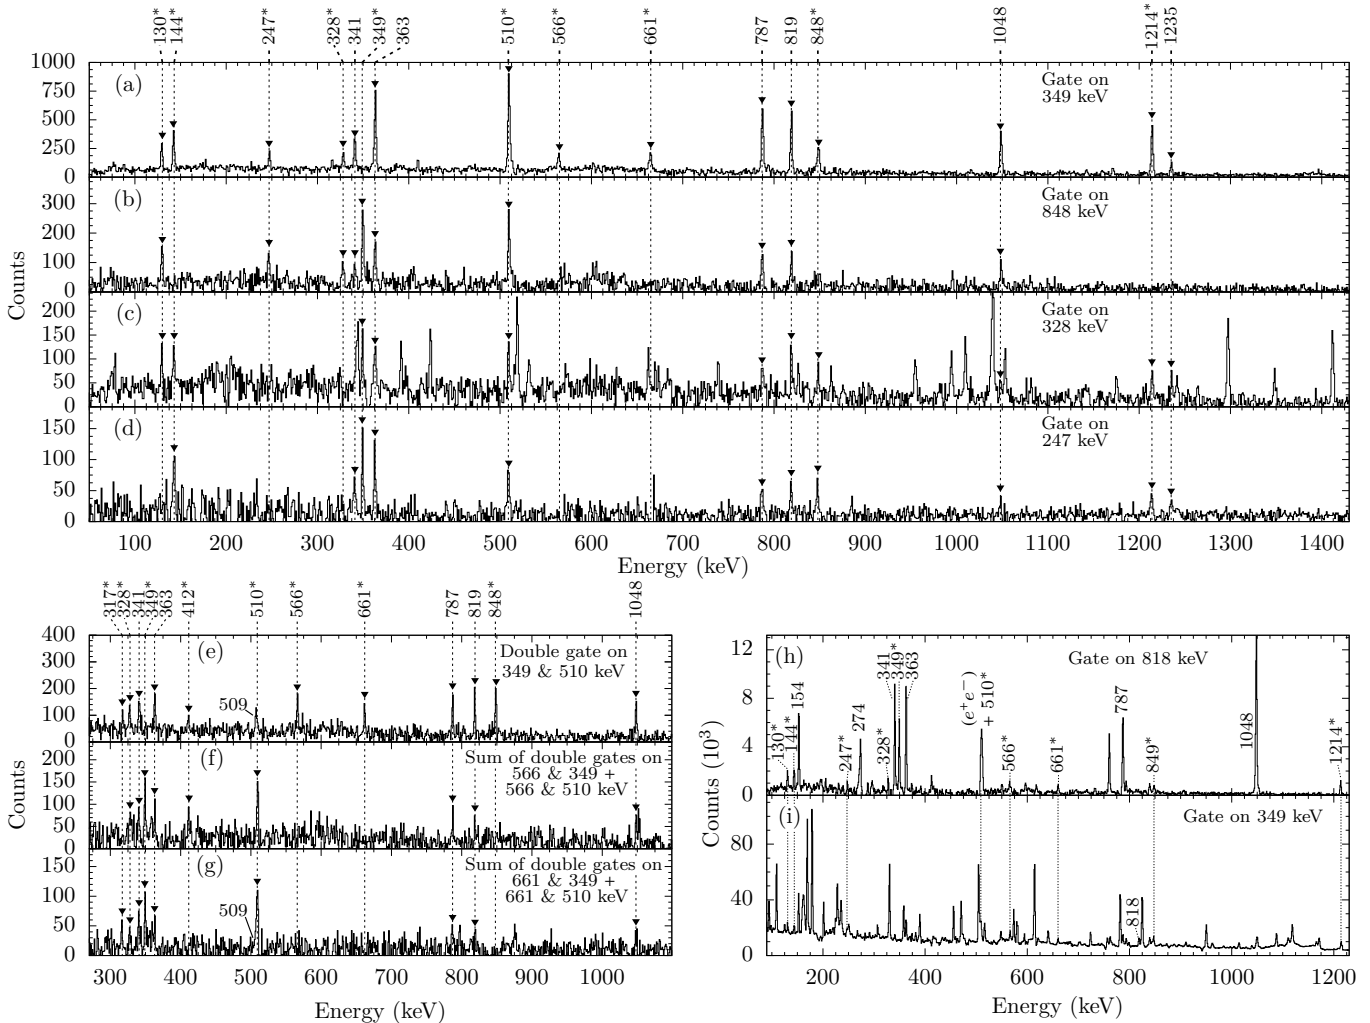 130* 144* 247* 328* 341 349* 363 510* 566* 661* 787 819 848* 1048 1214* 1235
1000
750
500
250
0
(a)
Gate on
349 keV
300
200
100
0
(b)
Gate on
848 keV
Counts
200
150
100
50
0
(c)
Gate on
328 keV
150
100
50
0
(d)
Gate on
247 keV
100 200 300 400 500 600 700 800 900 1000 1100 1200 1300 1400
Energy (keV)
317* 328* 341 349* 363 412* 510* 566* 661* 787 819 848* 1048
400
300
200
100
0
(e)
Double gate on
349 & 510 keV
509
200
150
100
50
0
(f)
Sum of double gates on
566 & 349 +
566 & 510 keV
Counts
150
100
50
0
(g)
Sum of double gates on
661 & 349 +
661 & 510 keV
509
300 400 500 600 700 800 900 1000
Energy (keV)
12
8
4
0
(h)
Gate on 818 keV
130* 144* 154 247* 274 328* 341 349* 363
(e⁺e⁻)
+ 510*
566* 661* 787 849* 1048 1214*
Counts (10³)
80
40
0
(i)
Gate on 349 keV
818
200 400 600 800 1000 1200
Energy (keV)